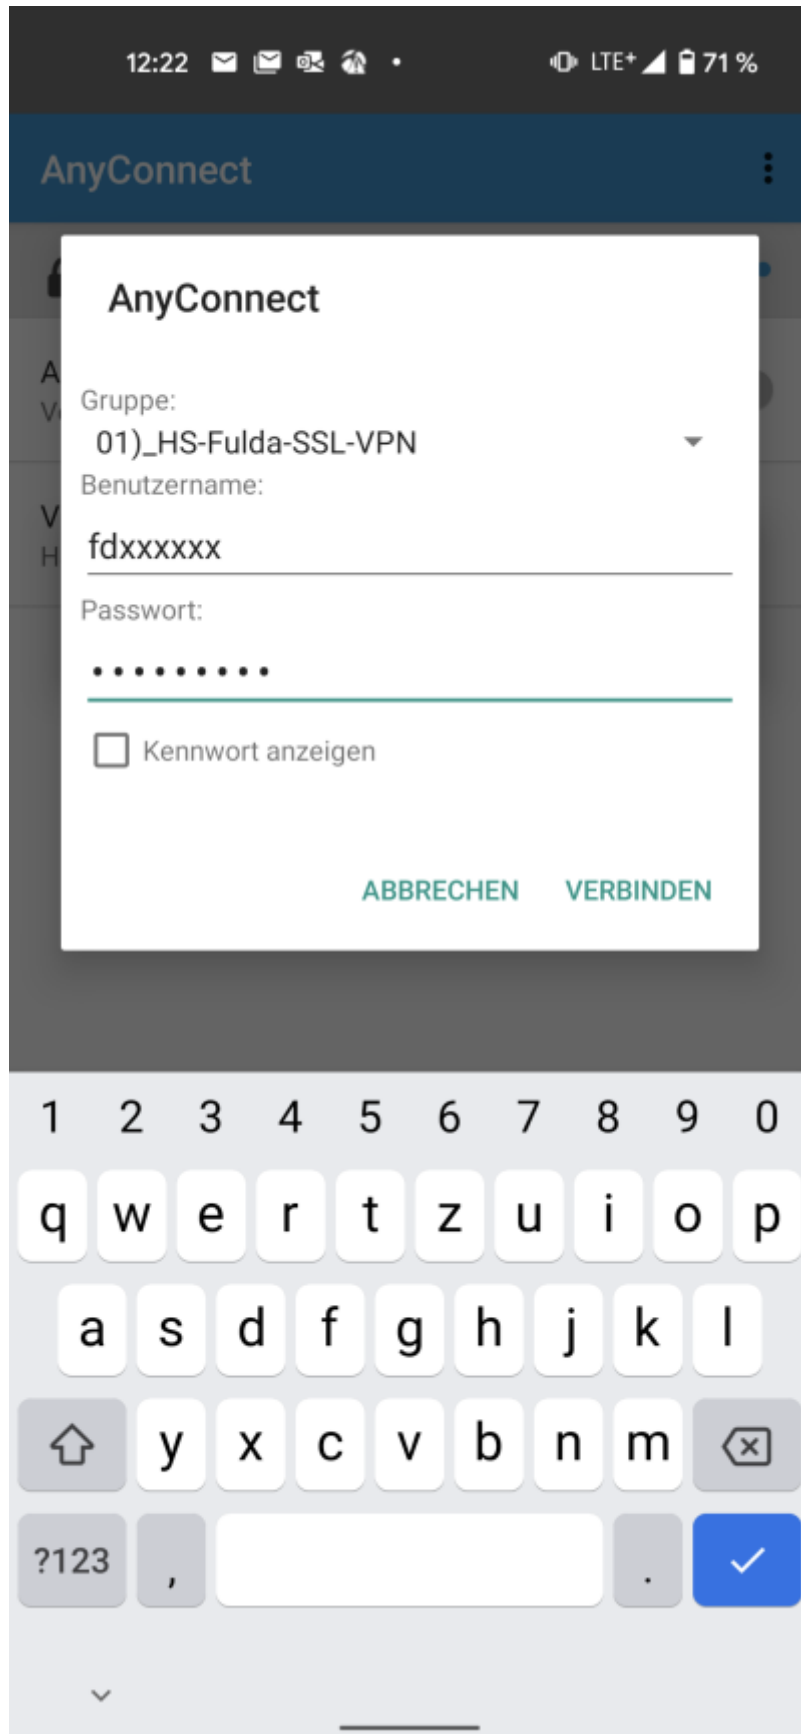 12:22 LTE+ 71 %
AnyConnect
AnyConnect
Gruppe:
01)_HS-Fulda-SSL-VPN
Benutzername:
fdxxxxxx
Passwort:
•••••••••
Kennwort anzeigen
ABBRECHEN VERBINDEN
A
V
H
1 2 3 4 5 6 7 8 9 0
q w e r t z u i o p
a s d f g h j k l
y x c v b n m
?123 , .